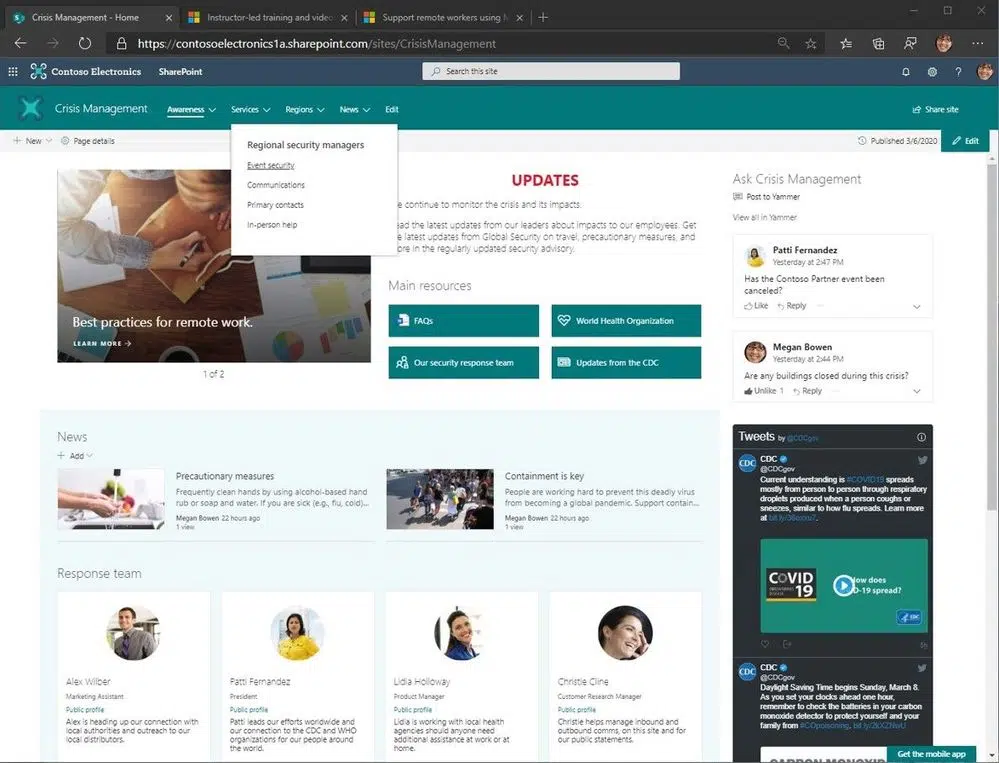 Crisis Management - Home
Instructor-led training and video
Support remote workers using M
https://contosoelectronics1a.sharepoint.com/sites/CrisisManagement
Contoso Electronics
SharePoint
Search this site
Crisis Management
Awareness
Services
Regions
News
Edit
Share site
New
Page details
Published 3/6/2020
Edit
Regional security managers
Event security
Communications
Primary contacts
In-person help
Best practices for remote work.
LEARN MORE →
1 of 2
UPDATES
e continue to monitor the crisis and its impacts.
ead the latest updates from our leaders about impacts to our employees. Get
e latest updates from Global Security on travel, precautionary measures, and
ore in the regularly updated security advisory.
Main resources
FAQs
World Health Organization
Our security response team
Updates from the CDC
Ask Crisis Management
Post to Yammer
View all in Yammer
Patti Fernandez
Yesterday at 2:47 PM
Has the Contoso Partner event been
canceled?
Like
Reply
Megan Bowen
Yesterday at 2:44 PM
Are any buildings closed during this crisis?
Unlike 1
Reply
News
Add
Precautionary measures
Frequently clean hands by using alcohol-based hand
rub or soap and water. If you are sick (e.g., flu, cold)...
Megan Bowen 22 hours ago
1 view
Containment is key
People are working hard to prevent this deadly virus
from becoming a global pandemic. Support contain...
Megan Bowen 22 hours ago
1 view
Response team
Alex Wilber
Marketing Assistant
Public profile
Alex is heading up our connection with
local authorities and outreach to our
local distributors.
Patti Fernandez
President
Public profile
Patti leads our efforts worldwide and
our connection to the CDC and WHO
organizations for our people around
the world.
Lidia Holloway
Product Manager
Public profile
Lidia is working with local health
agencies should anyone need
additional assistance at work or at
home.
Christie Cline
Customer Research Manager
Public profile
Christie helps manage inbound and
outbound comms, on this site and for
our public statements.
Tweets by @CDCgov
CDC
CDC
@CDCgov
Current understanding is #COVID19 spreads
mostly from person to person through respiratory
droplets produced when a person coughs or
sneezes, similar to how flu spreads. Learn more
at
COVID
19
ow does
D-19 spread?
CDC
CDC
CDC
@CDCgov
Daylight Saving Time begins Sunday, March 8.
As you set your clocks ahead one hour,
remember to check the batteries in your carbon
monoxide detector to protect yourself and your
family from #COpoisoning.
CARBON MONOXID
Get the mobile app